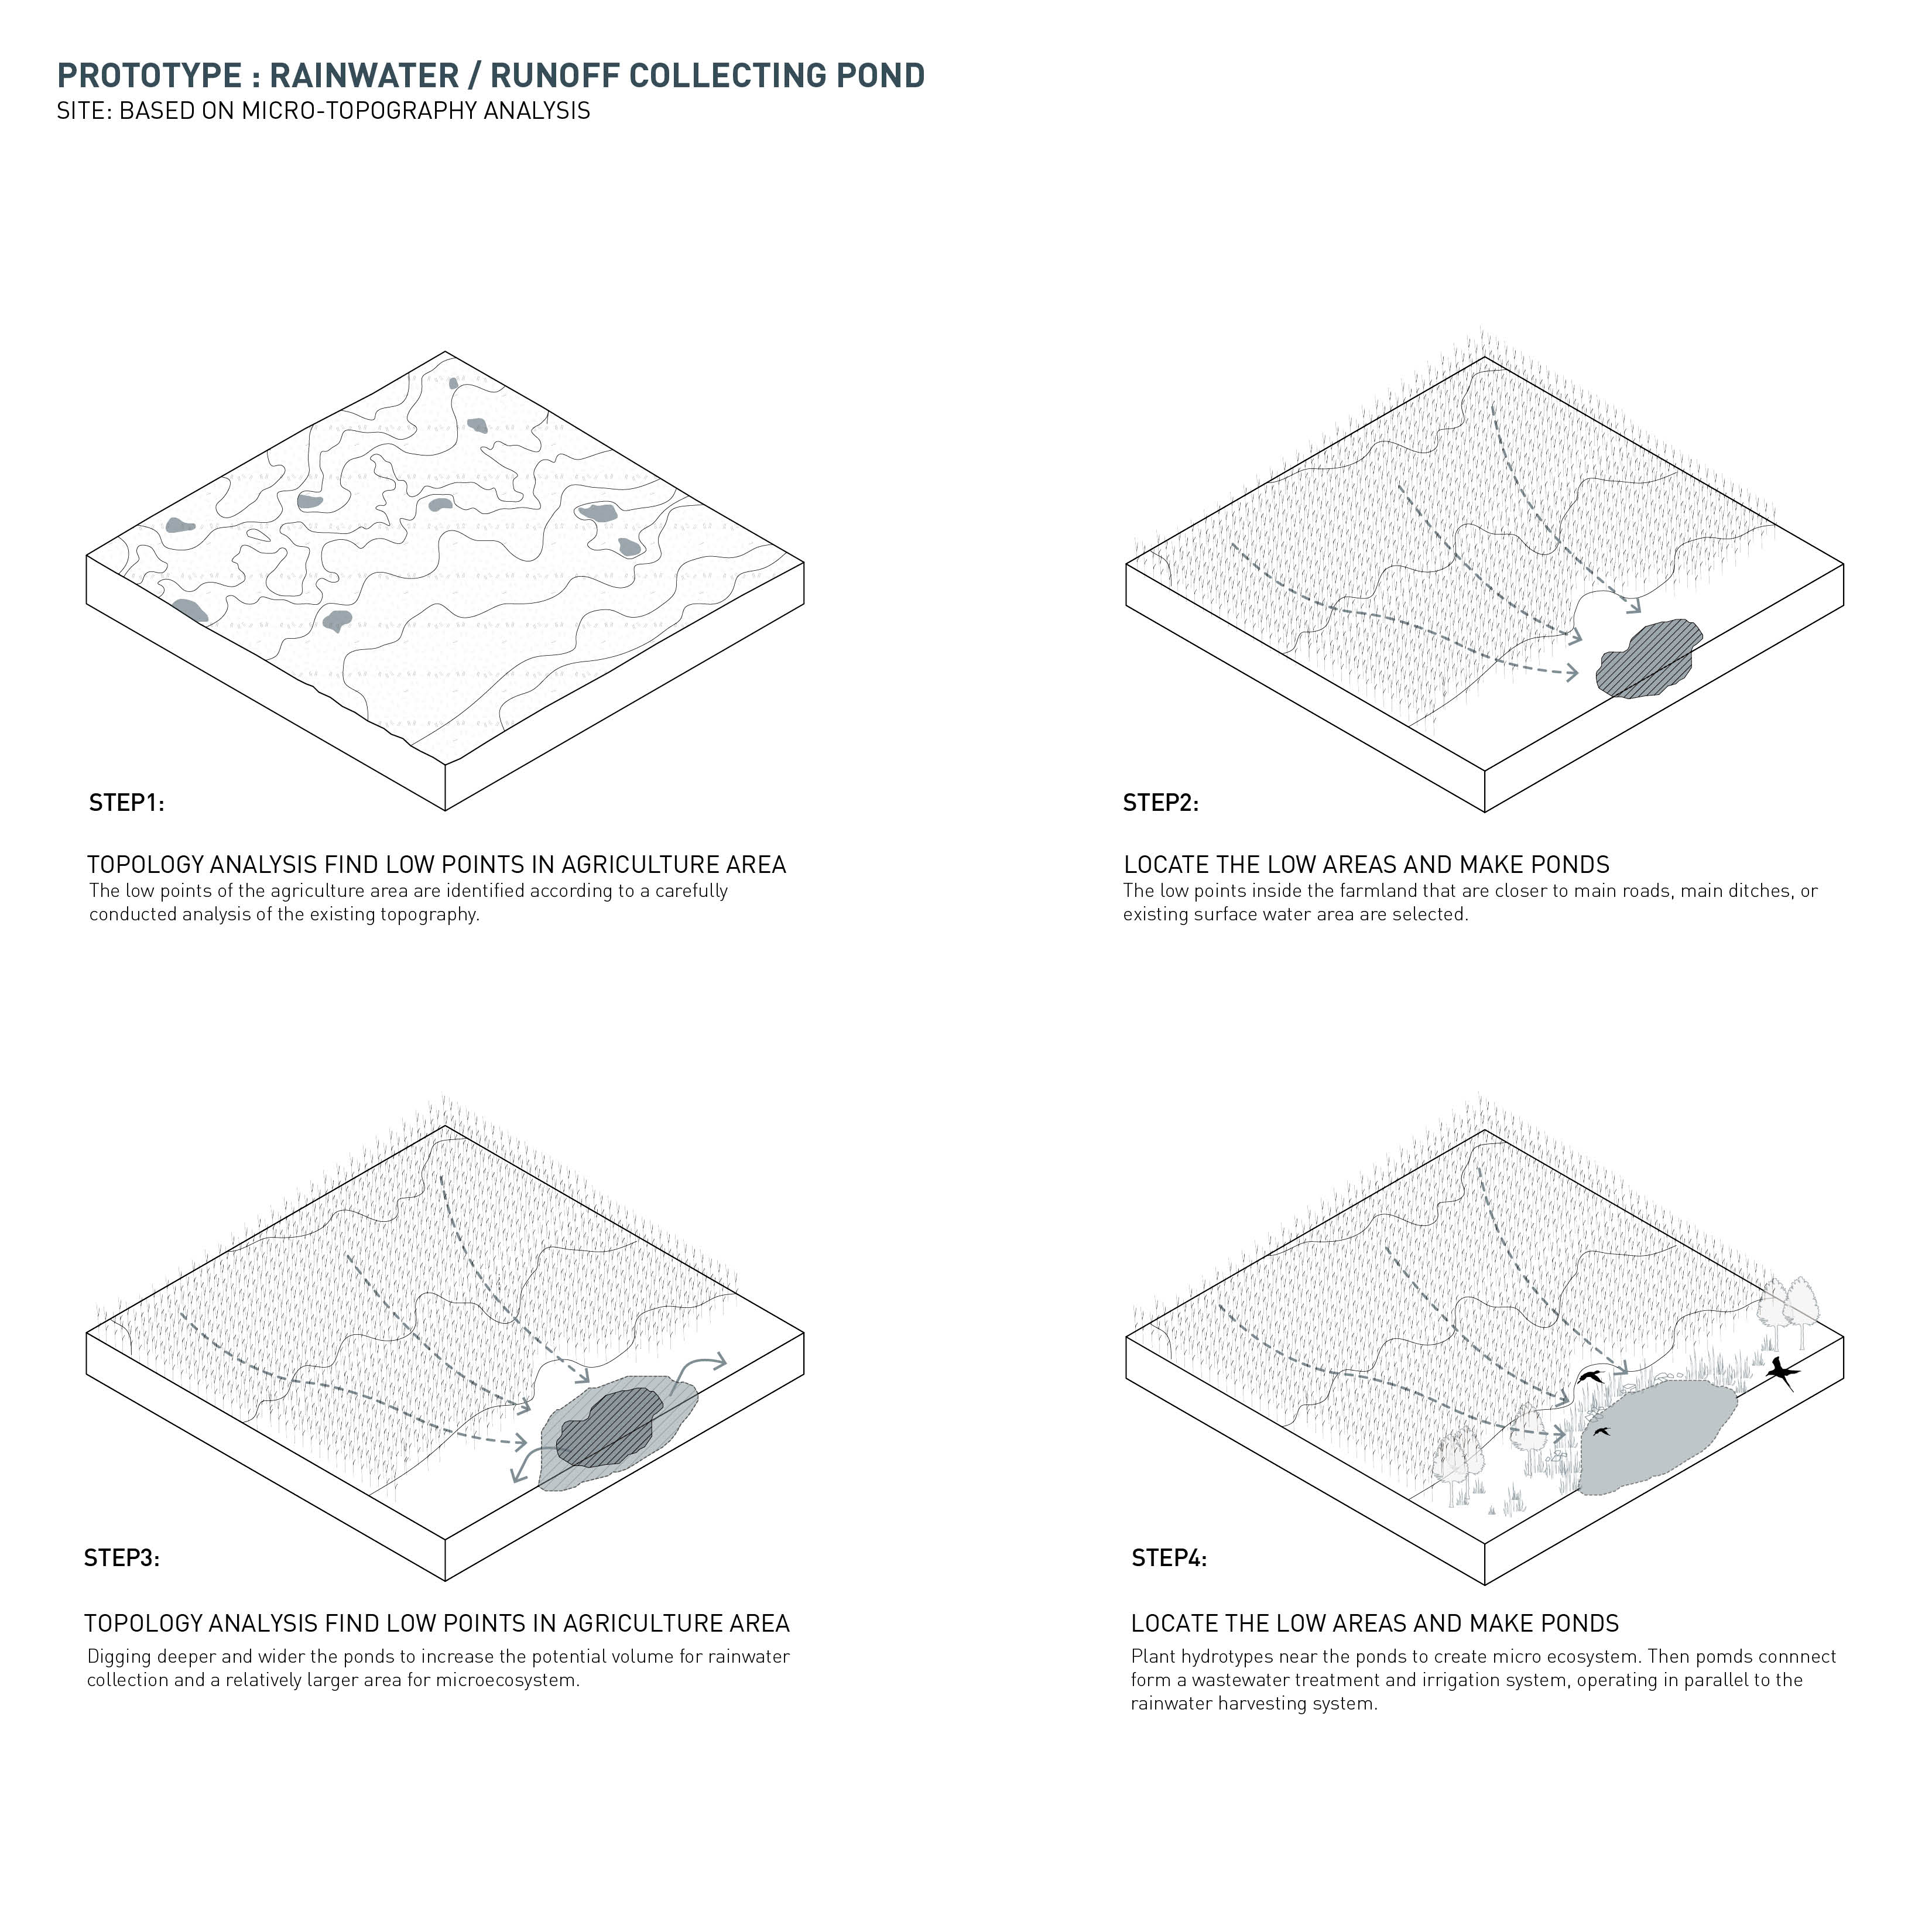 PROTOTYPE : RAINWATER / RUNOFF COLLECTING POND
SITE: BASED ON MICRO-TOPOGRAPHY ANALYSIS
STEP1:
TOPOLOGY ANALYSIS FIND LOW POINTS IN AGRICULTURE AREA
The low points of the agriculture area are identified according to a carefully
conducted analysis of the existing topography.
STEP2:
LOCATE THE LOW AREAS AND MAKE PONDS
The low points inside the farmland that are closer to main roads, main ditches, or
existing surface water area are selected.
STEP3:
TOPOLOGY ANALYSIS FIND LOW POINTS IN AGRICULTURE AREA
Digging deeper and wider the ponds to increase the potential volume for rainwater
collection and a relatively larger area for microecosystem.
STEP4:
LOCATE THE LOW AREAS AND MAKE PONDS
Plant hydrotypes near the ponds to create micro ecosystem. Then pomds connnect
form a wastewater treatment and irrigation system, operating in parallel to the
rainwater harvesting system.